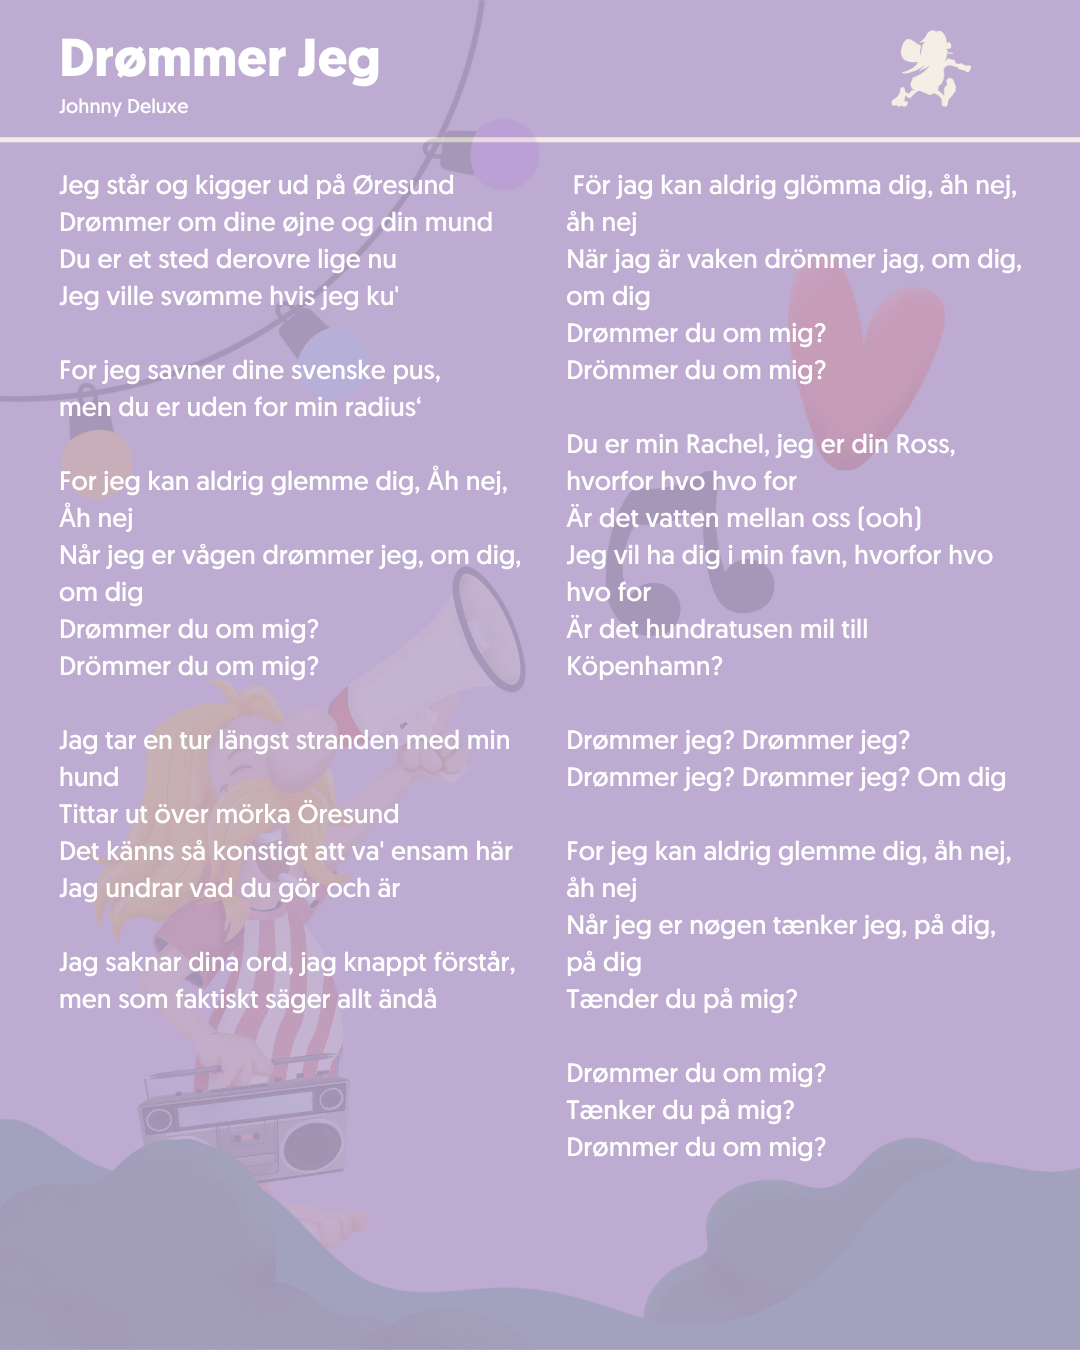 Drømmer Jeg
Johnny Deluxe
Jeg står og kigger ud på Øresund
Drømmer om dine øjne og din mund
Du er et sted derovre lige nu
Jeg ville svømme hvis jeg ku'
For jeg savner dine svenske pus,
men du er uden for min radius‘
For jeg kan aldrig glemme dig, Åh nej,
Åh nej
Når jeg er vågen drømmer jeg, om dig,
om dig
Drømmer du om mig?
Drömmer du om mig?
Jag tar en tur längst stranden med min
hund
Tittar ut över mörka Öresund
Det känns så konstigt att va' ensam här
Jag undrar vad du gör och är
Jag saknar dina ord, jag knappt förstår,
men som faktiskt säger allt ändå
För jag kan aldrig glömma dig, åh nej,
åh nej
När jag är vaken drömmer jag, om dig,
om dig
Drømmer du om mig?
Drömmer du om mig?
Du er min Rachel, jeg er din Ross,
hvorfor hvo hvo for
Är det vatten mellan oss (ooh)
Jeg vil ha dig i min favn, hvorfor hvo
hvo for
Är det hundratusen mil till
Köpenhamn?
Drømmer jeg? Drømmer jeg?
Drømmer jeg? Drømmer jeg? Om dig
For jeg kan aldrig glemme dig, åh nej,
åh nej
Når jeg er nøgen tænker jeg, på dig,
på dig
Tænder du på mig?
Drømmer du om mig?
Tænker du på mig?
Drømmer du om mig?